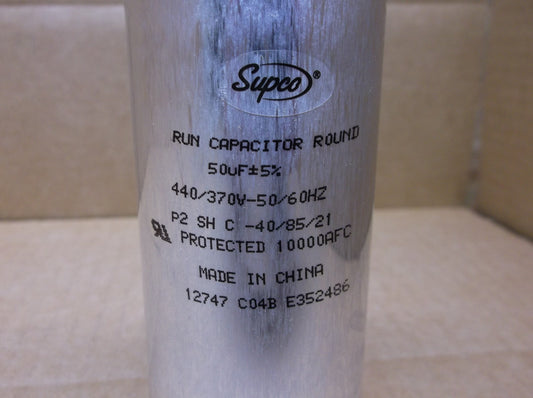 Supco®
RUN CAPACITOR ROUND
50uF±5%
440/370V-50/60HZ
P2 SH C -40/85/21
PROTECTED 10000AFC
MADE IN CHINA
12747 C04B E352486